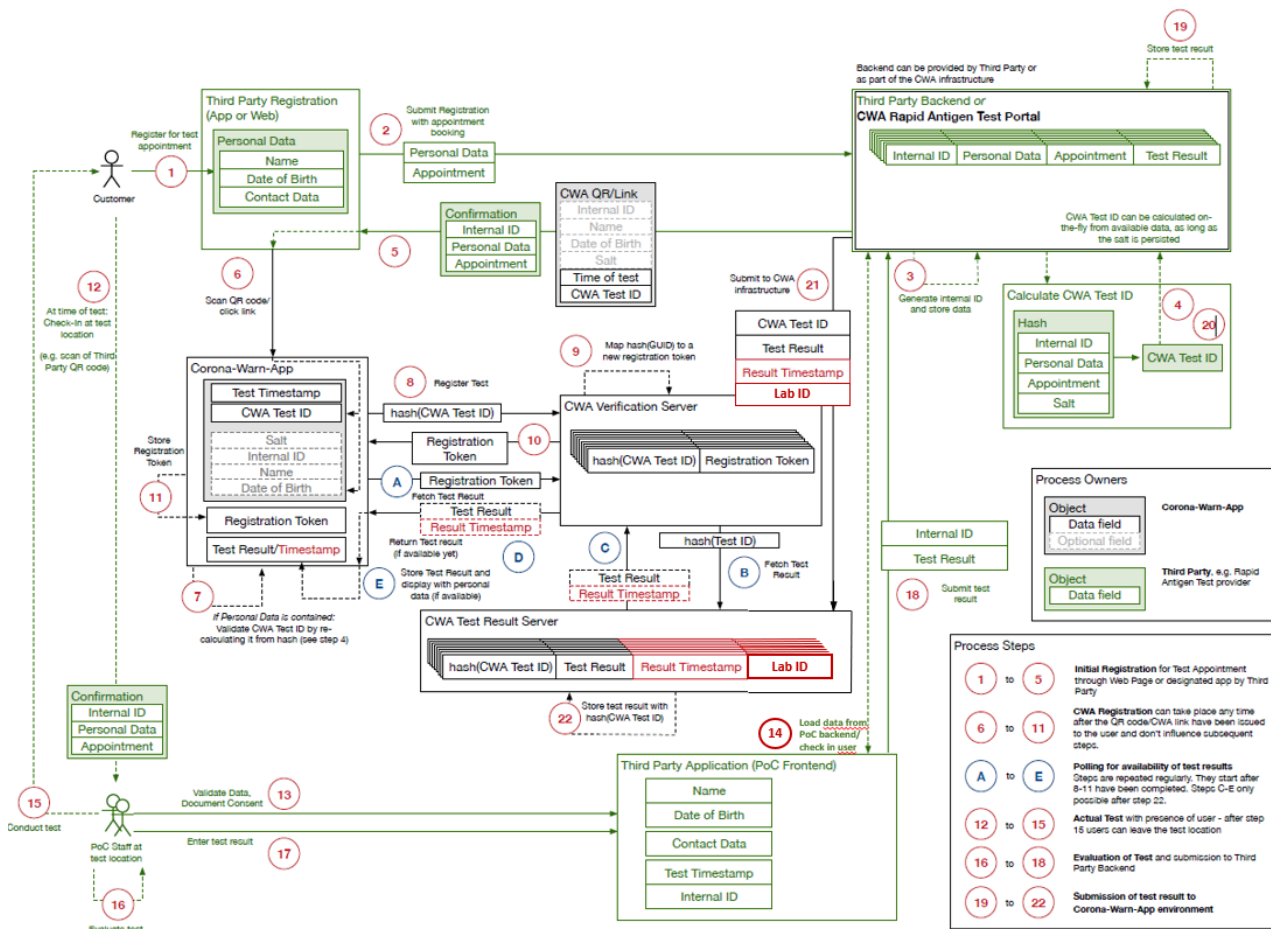 19
Store test result
Backend can be provided by Third Party or
as part of the CWA infrastructure
Third Party Registration
(App or Web)
Personal Data
Name
Date of Birth
Contact Data
Register for test
appointment
1
Customer
2
Submit Registration
with appointment
booking
Personal Data
Appointment
Third Party Backend or
CWA Rapid Antigen Test Portal
Internal ID
Personal Data
Appointment
Test Result
CWA Test ID can be calculated on-
the-fly from available data, as long as
the salt is persisted
CWA QR/Link
Internal ID
Name
Date of Birth
Salt
Time of test
CWA Test ID
Confirmation
Internal ID
Personal Data
Appointment
5
6
Scan QR code/
click link
12
At time of test:
Check-In at test
location
(e.g. scan of Third
Party QR code)
Submit to CWA
infrastructure
21
CWA Test ID
Test Result
Result Timestamp
Lab ID
3
Generate internal ID
and store data
4
20
Calculate CWA Test ID
Hash
Internal ID
Personal Data
Appointment
Salt
CWA Test ID
9
Map hash(GUID) to a
new registration token
Corona-Warn-App
Test Timestamp
CWA Test ID
Salt
Internal ID
Name
Date of Birth
Registration Token
Test Result/Timestamp
8
Register Test
hash(CWA Test ID)
Registration
Token
10
A
Registration Token
Fetch Test Result
Test Result
Result Timestamp
Return Test result
(if available yet)
D
E
Store Test Result and
display with personal
data (if available)
Store
Registration
Token
11
7
If Personal Data is contained:
Validate CWA Test ID by re-
calculating it from hash (see step 4)
CWA Verification Server
hash(CWA Test ID)
Registration Token
C
Test Result
Result Timestamp
hash(Test ID)
B
Fetch Test
Result
CWA Test Result Server
hash(CWA Test ID)
Test Result
Result Timestamp
Lab ID
22
Store test result with
hash(CWA Test ID)
14
Load data from
PoC backend/
check in user
Internal ID
Test Result
18
Submit test
result
Confirmation
Internal ID
Personal Data
Appointment
15
Conduct test
PoC Staff at
test location
16
Evaluate test
Validate Data,
Document Consent
13
Enter test result
17
Third Party Application (PoC Frontend)
Name
Date of Birth
Contact Data
Test Timestamp
Internal ID
Process Owners
Object
Data field
Optional field
Corona-Warn-App
Object
Data field
Third Party, e.g. Rapid
Antigen Test provider
Process Steps
1 to 5
Initial Registration for Test Appointment
through Web Page or designated app by Third
Party
6 to 11
CWA Registration can take place any time
after the QR code/CWA link have been issued
to the user and don't influence subsequent
steps.
A to E
Polling for availability of test results
Steps are repeated regularly. They start after
8-11 have been completed. Steps C-E only
possible after step 22.
12 to 15
Actual Test with presence of user - after step
15 users can leave the test location
16 to 18
Evaluation of Test and submission to Third
Party Backend
19 to 22
Submission of test result to
Corona-Warn-App environment